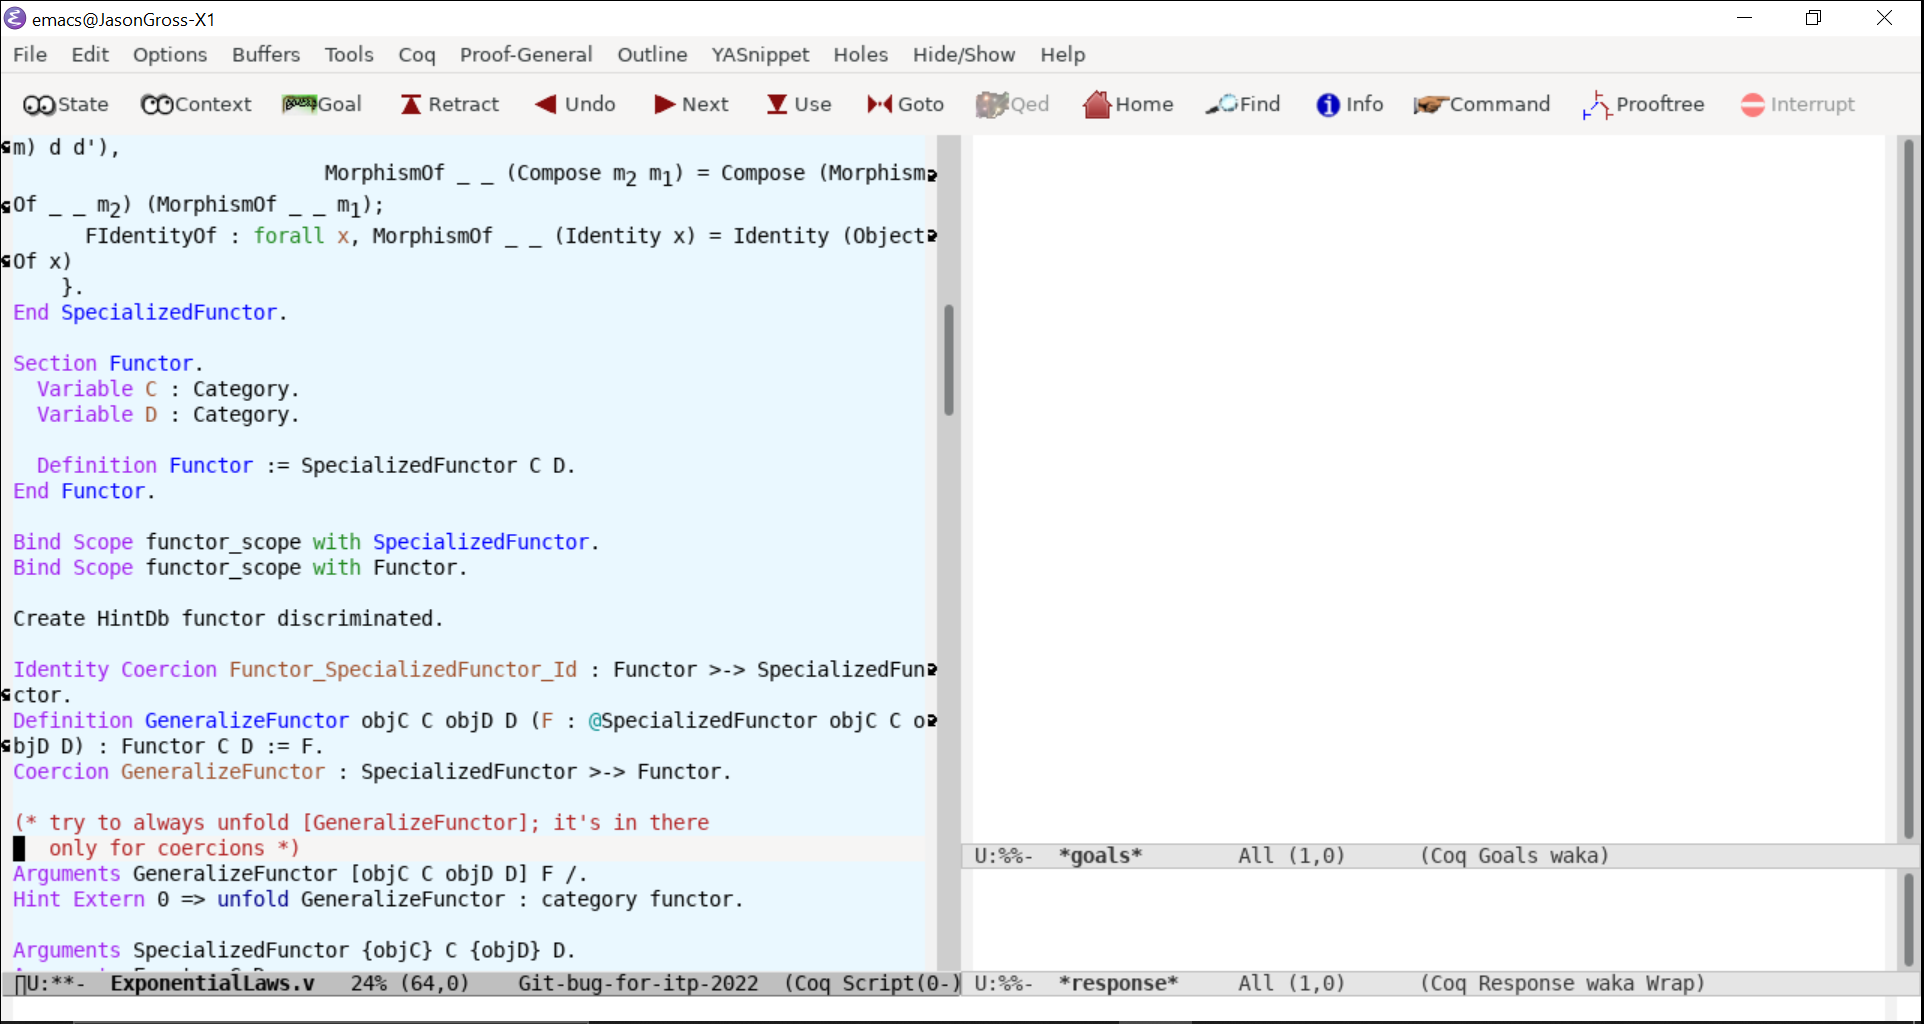 emacs@JasonGross-X1
File Edit Options Buffers Tools Coq Proof-General Outline YASnippet Holes Hide/Show Help
State Context Goal Retract Undo Next Use Goto Qed Home Find Info Command Prooftree Interrupt
m) d d'),
MorphismOf _ _ (Compose m2 m1) = Compose (Morphism
Of _ _ m2) (MorphismOf _ _ m1);
FIdentityOf : forall x, MorphismOf _ _ (Identity x) = Identity (Object
Of x)
}.
End SpecializedFunctor.
Section Functor.
Variable C : Category.
Variable D : Category.
Definition Functor := SpecializedFunctor C D.
End Functor.
Bind Scope functor_scope with SpecializedFunctor.
Bind Scope functor_scope with Functor.
Create HintDb functor discriminated.
Identity Coercion Functor_SpecializedFunctor_Id : Functor >-> SpecializedFun
ctor.
Definition GeneralizeFunctor objC C objD D (F : @SpecializedFunctor objC C o
bjD D) : Functor C D := F.
Coercion GeneralizeFunctor : SpecializedFunctor >-> Functor.
(* try to always unfold [GeneralizeFunctor]; it's in there
only for coercions *)
Arguments GeneralizeFunctor [objC C objD D] F /.
Hint Extern 0 => unfold GeneralizeFunctor : category functor.
Arguments SpecializedFunctor {objC} C {objD} D.
U:**- ExponentialLaws.v 24% (64,0) Git-bug-for-itp-2022 (Coq Script(0-)
U:%%- *goals* All (1,0) (Coq Goals waka)
U:%%- *response* All (1,0) (Coq Response waka Wrap)